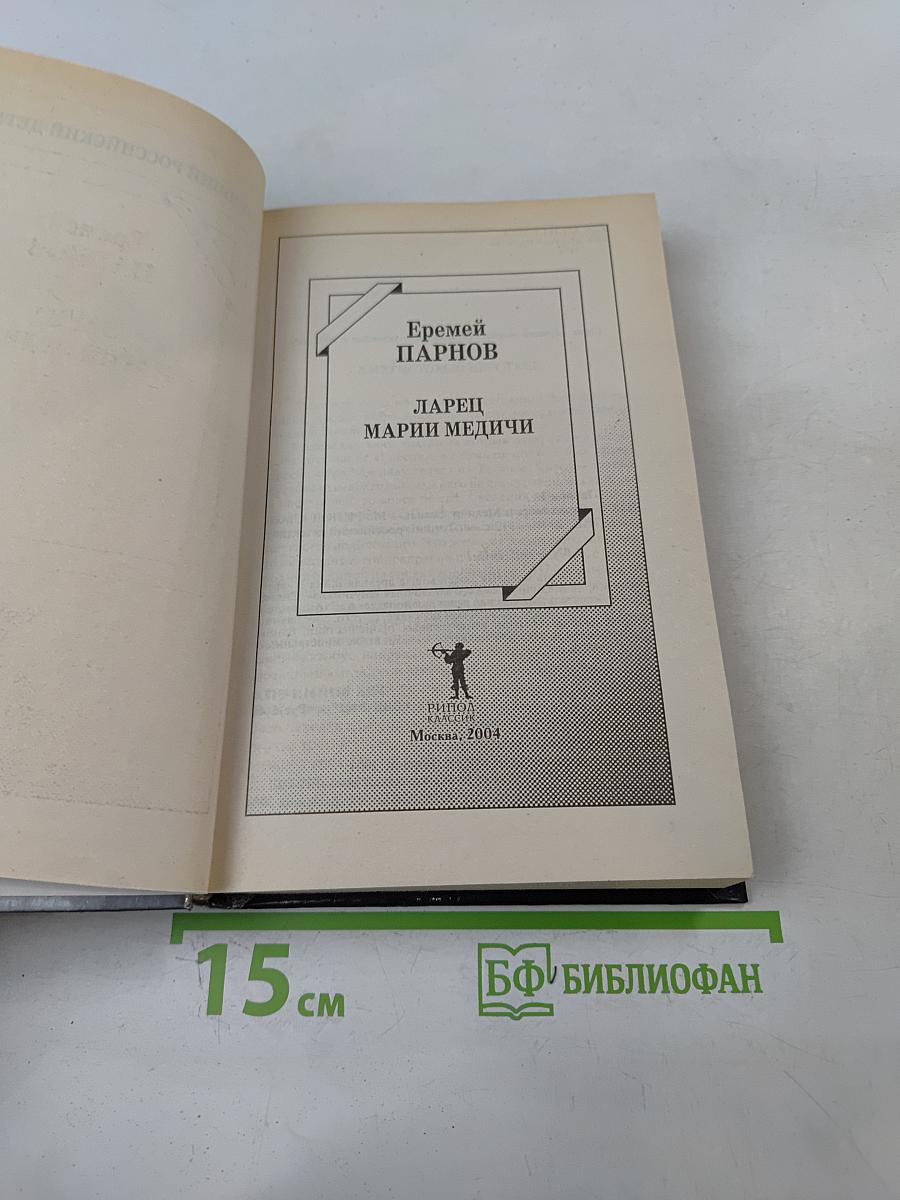 Еремей
ПАРНОВ
ЛАРЕЦ
МАРИИ МЕДИЧИ
РИПОЛ
КЛАССИК
Москва, 2004
15 см
БФ БИБЛИОФАН